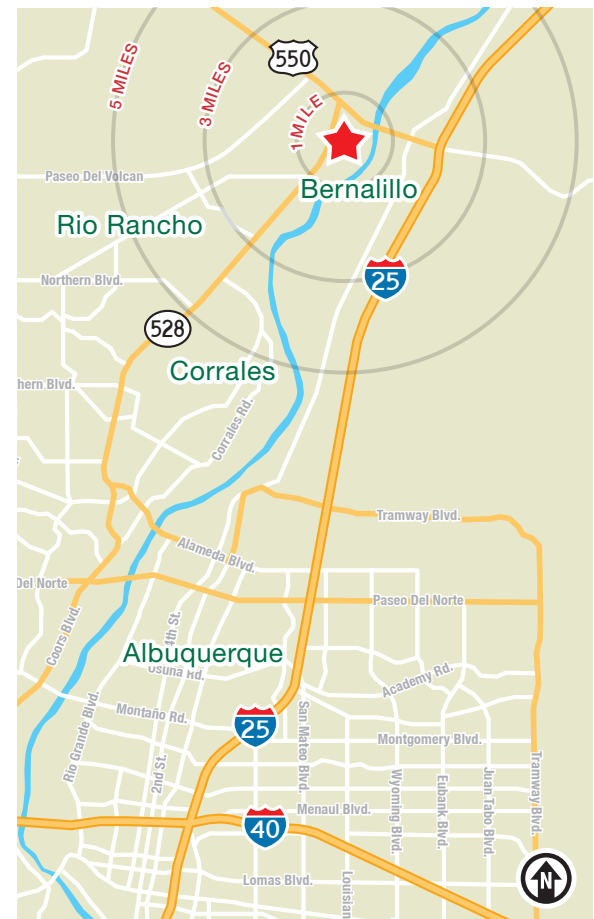 550
5 MILES
3 MILES
1 MILE
Paseo Del Volcan
Bernalillo
Rio Rancho
Northern Blvd.
25
528
Corrales
hern Blvd.
Corrales Rd.
Tramway Blvd.
Alameda Blvd.
Del Norte
Paseo Del Norte
Coors Blvd.
4th St.
Albuquerque
Osuna Rd.
Academy Rd.
Rio Grande Blvd.
Montaño Rd.
25
San Mateo Blvd.
Montgomery Blvd.
2nd St.
Wyoming Blvd.
Eubank Blvd.
Juan Tabo Blvd.
Tramway Blvd.
Menaul Blvd.
40
Lomas Blvd.
Louisian
N